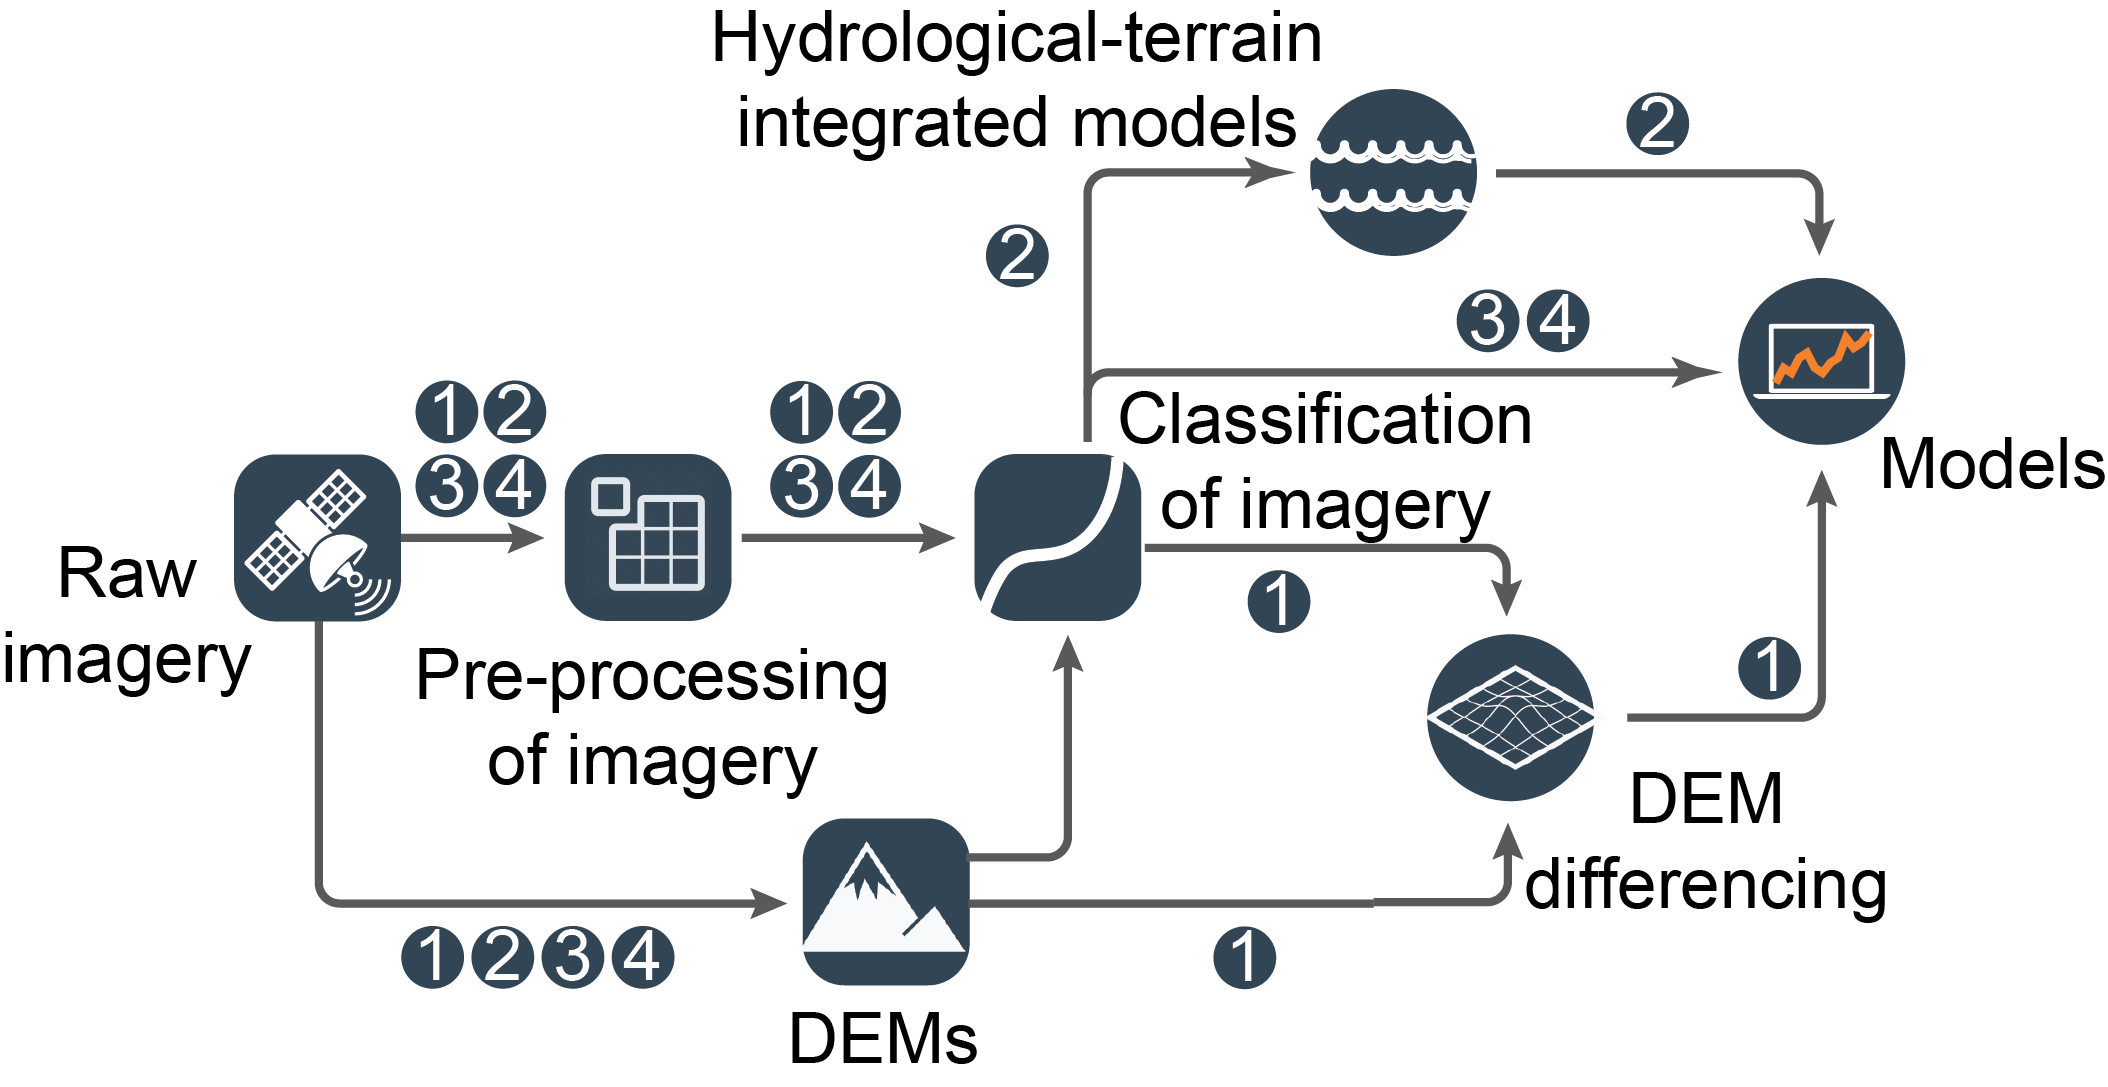 Hydrological-terrain
integrated models
2
2
3 4
1 2
3 4
1 2
3 4
Classification
of imagery
Models
Raw
imagery
Pre-processing
of imagery
1
1
DEM
differencing
1 2 3 4
1
DEMs